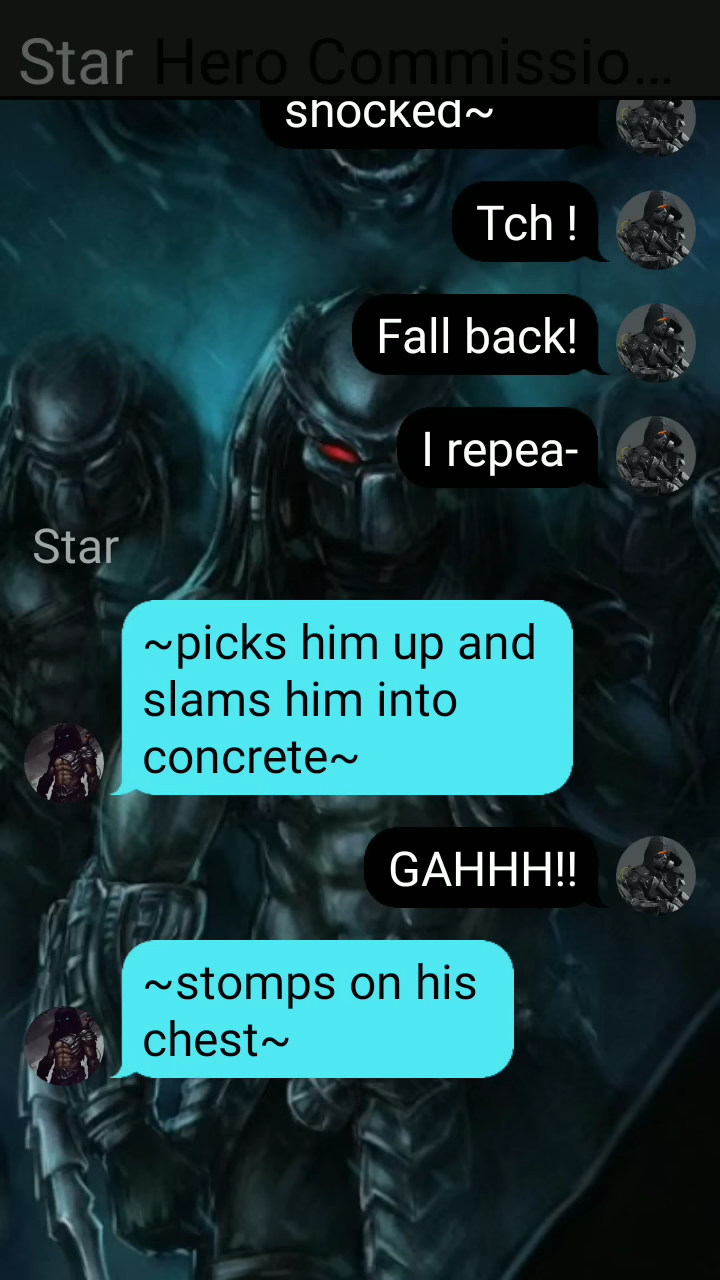 Star Hero Commissio...
shocked~
Tch !
Fall back!
I repea-
Star
~picks him up and
slams him into
concrete~
GAHHH!!
~stomps on his
chest~